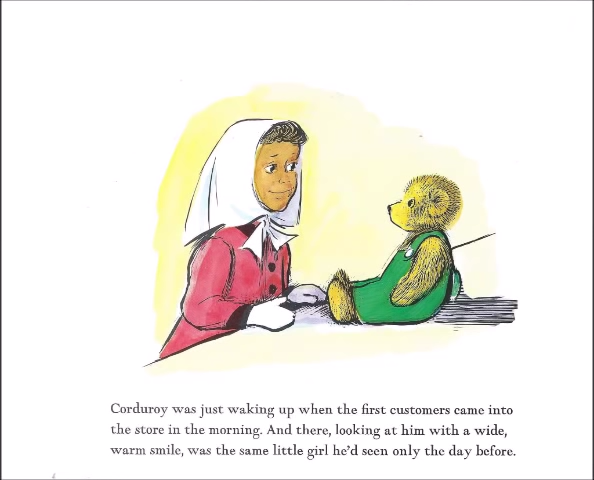 Corduroy was just waking up when the first customers came into
the store in the morning. And there, looking at him with a wide,
warm smile, was the same little girl he’d seen only the day before.